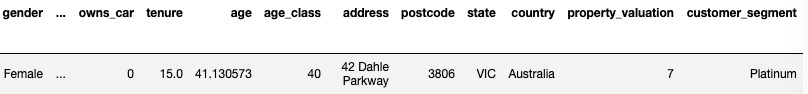 gender ... owns_car tenure age age_class address postcode state country property_valuation customer_segment
Female ... 0 15.0 41.130573 40 42 Dahle Parkway 3806 VIC Australia 7 Platinum